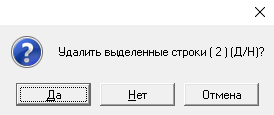 Удалить выделенные строки ( 2 ) (Д/Н)?
Да
Нет
Отмена